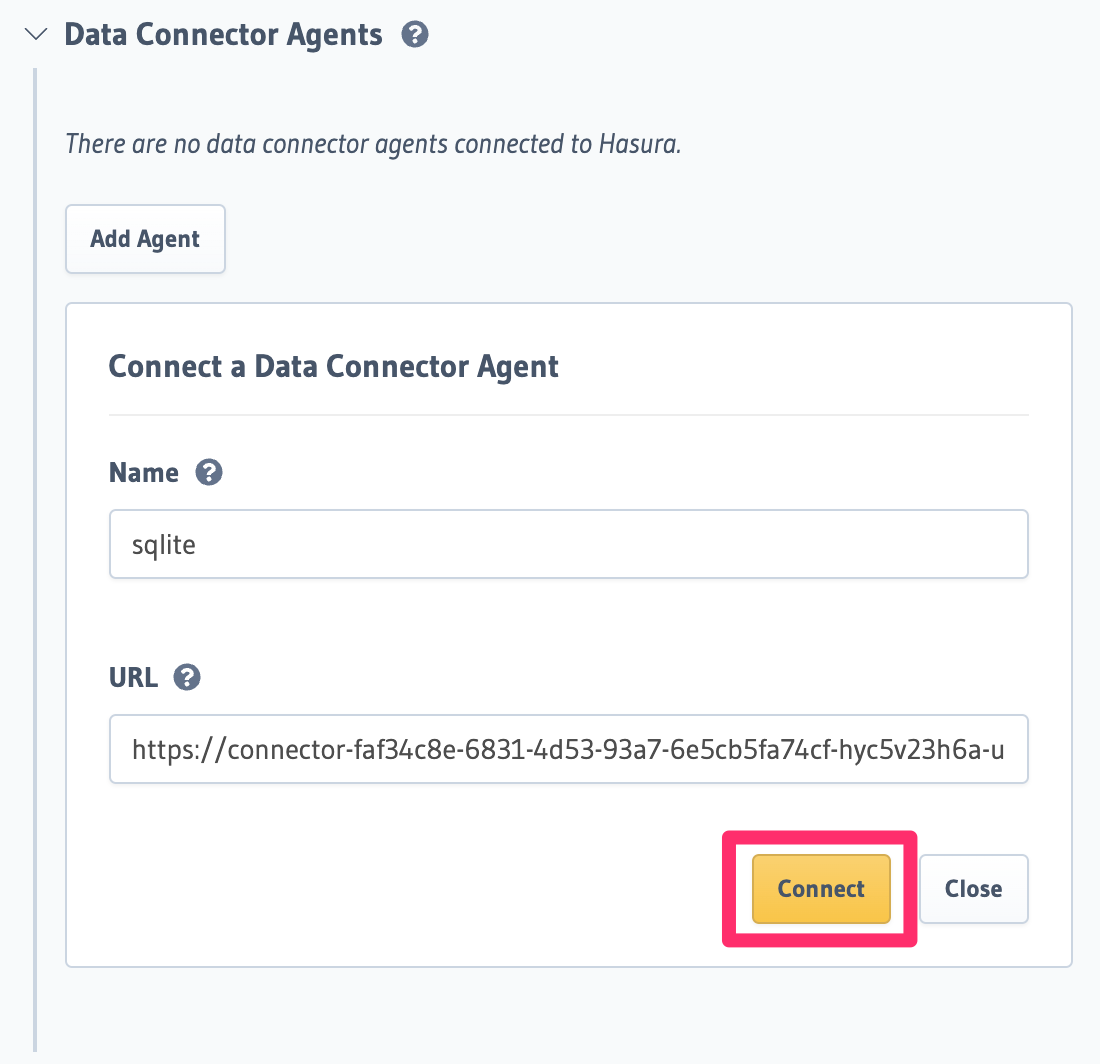 Data Connector Agents ?
There are no data connector agents connected to Hasura.
Add Agent
Connect a Data Connector Agent
Name ?
sqlite
URL ?
https://connector-faf34c8e-6831-4d53-93a7-6e5cb5fa74cf-hyc5v23h6a-u
Connect Close